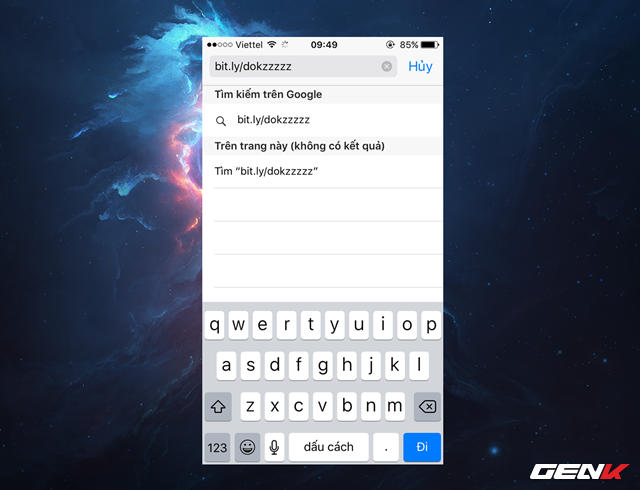 Viettel 09:49 85%
bit.ly/dokzzzzz Hủy
Tìm kiếm trên Google
bit.ly/dokzzzzz
Trên trang này (không có kết quả)
Tìm “bit.ly/dokzzzzz”
q w e r t y u i o p
a s d f g h j k l
z x c v b n m
123 dấu cách . Đi
GENK